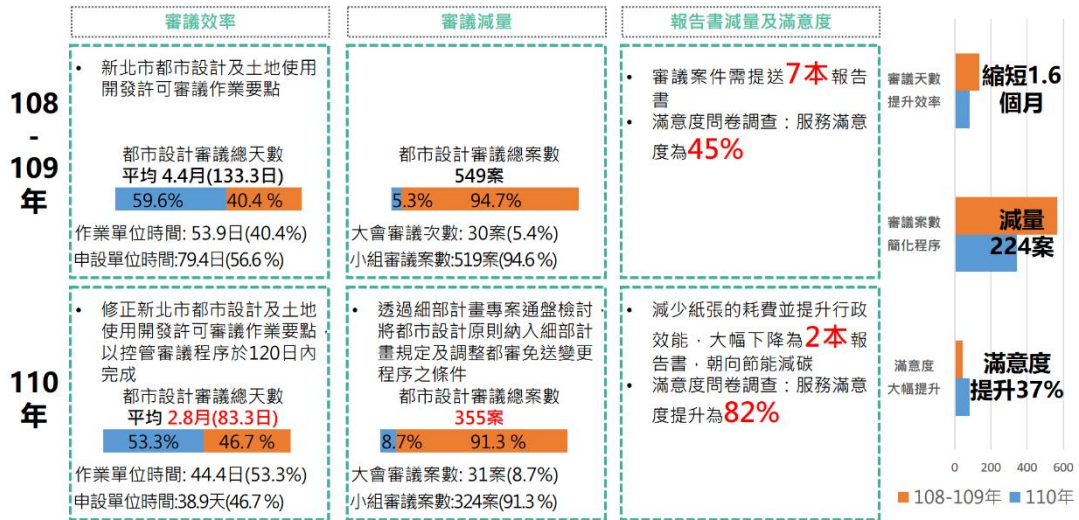 審議效率
審議減量
報告書減量及滿意度
108
-
109
年
• 新北市都市設計及土地使用
開發許可審議作業要點
都市設計審議總天數
平均 4.4月(133.3日)
59.6% 40.4 %
作業單位時間: 53.9日(40.4%)
申設單位時間:79.4日(56.6 %)
都市設計審議總案數
549案
5.3% 94.7%
大會審議次數: 30案(5.4%)
小組審議案數:519案(94.6 %)
• 審議案件需提送7本報告
書
• 滿意度問卷調查：服務滿意
度為45%
110
年
• 修正新北市都市設計及土地
使用開發許可審議作業要點，
以控管審議程序於120日內
完成
都市設計審議總天數
平均 2.8月(83.3日)
53.3% 46.7 %
作業單位時間: 44.4日(53.3%)
申設單位時間:38.9天(46.7 %)
• 透過細部計畫專案通盤檢討，
將都市設計原則納入細部計
畫規定及調整都審免送變更
程序之條件
都市設計審議總案數
355案
8.7% 91.3 %
大會審議案數: 31案(8.7%)
小組審議案數:324案(91.3 %)
• 減少紙張的耗費並提升行政
效能，大幅下降為2本報
告書，朝向節能減碳
• 滿意度問卷調查：服務滿意
度提升為82%
審議天數
提升效率
縮短1.6
個月
審議案數
簡化程序
減量
224案
滿意度
大幅提升
滿意度
提升37%
0 200 400 600
108-109年 110年